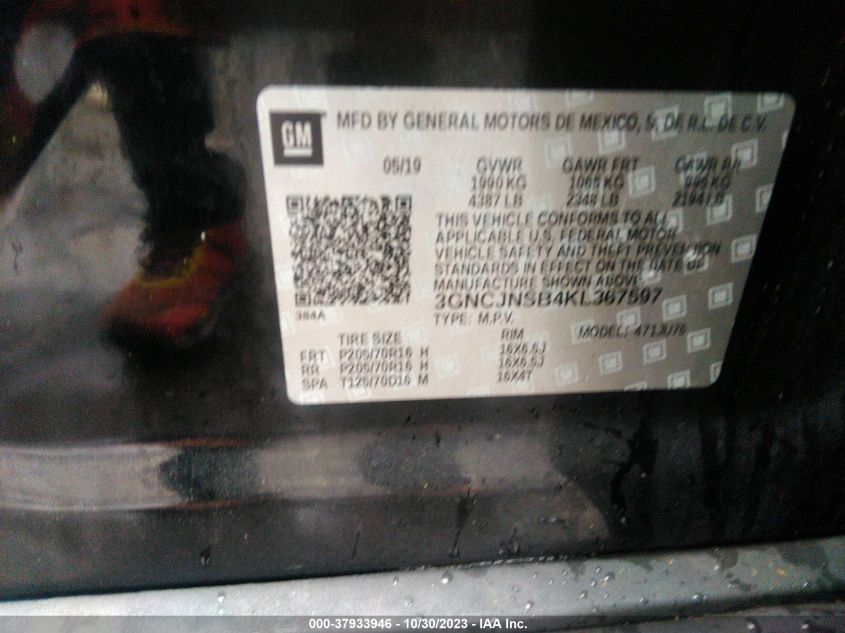 GM
MFD BY GENERAL MOTORS DE MEXICO, S. DE R.L. DE C.V.
05/19 GVWR GAWR FRT GAWR RR
1990 KG 1065 KG 995 KG
4387 LB 2348 LB 2194 LB
THIS VEHICLE CONFORMS TO ALL
APPLICABLE U.S. FEDERAL MOTOR
VEHICLE SAFETY AND THEFT PREVENTION
STANDARDS IN EFFECT ON THE DATE OF
MANUFACTURE SHOWN ABOVE
3GNCJNSB4KL367597
384A
TYPE: M.P.V. MODEL: 471JU76
TIRE SIZE RIM
FRT P205/70R16 H 16X6.5J
RR P205/70R16 H 16X6.5J
SPA T125/70D16 M 16X4T
000-37933946 - 10/30/2023 - IAA Inc.